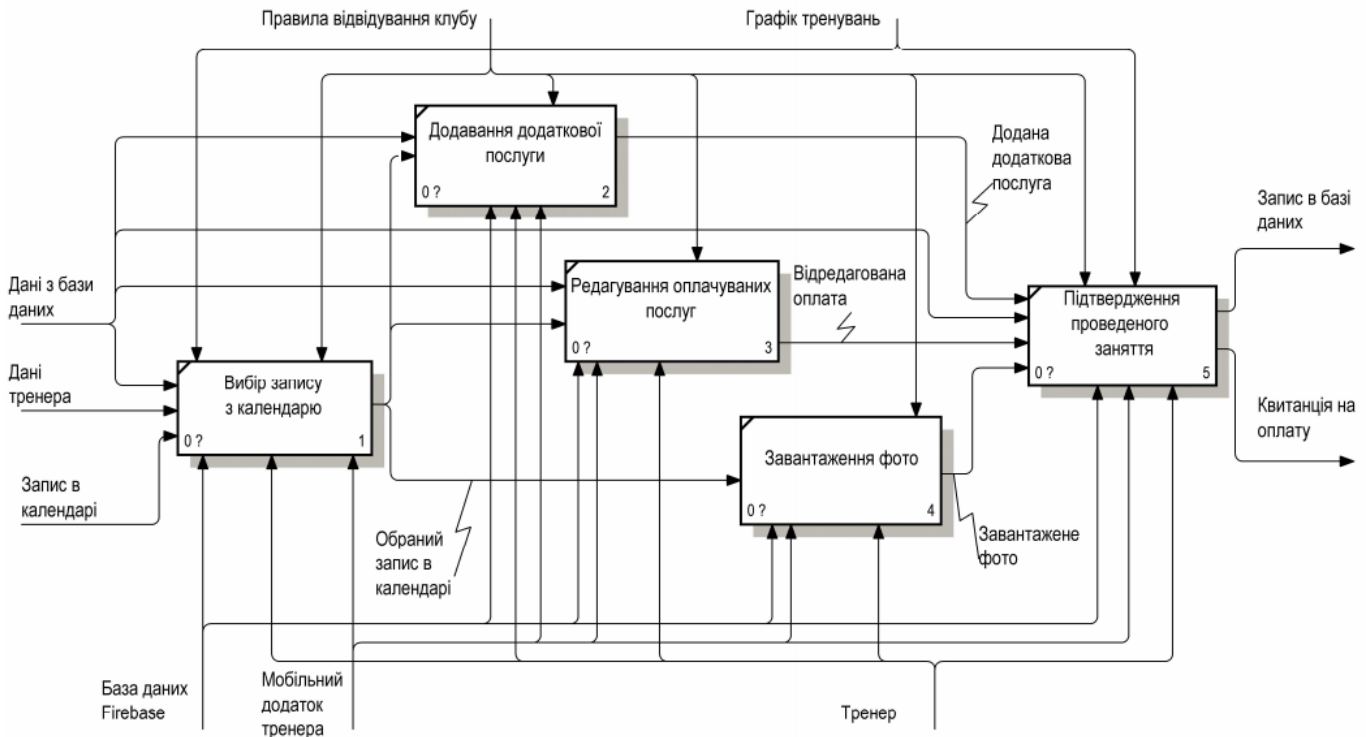 Правила відвідування клубу
Графік тренувань
Додавання додаткової
послуги
0 ?
2
Додана
додаткова
послуга
Запис в базі
даних
Дані з бази
даних
Редагування оплачуваних
послуг
0 ?
3
Відредагована
оплата
Підтвердження
проведеного
заняття
0 ?
5
Дані
тренера
Вибір запису
з календарю
0 ?
1
Квитанція на
оплату
Завантаження фото
0 ?
4
Запис в
календарі
Обраний
запис в
календарі
Завантажене
фото
База даних
Firebase
Мобільний
додаток
тренера
Тренер